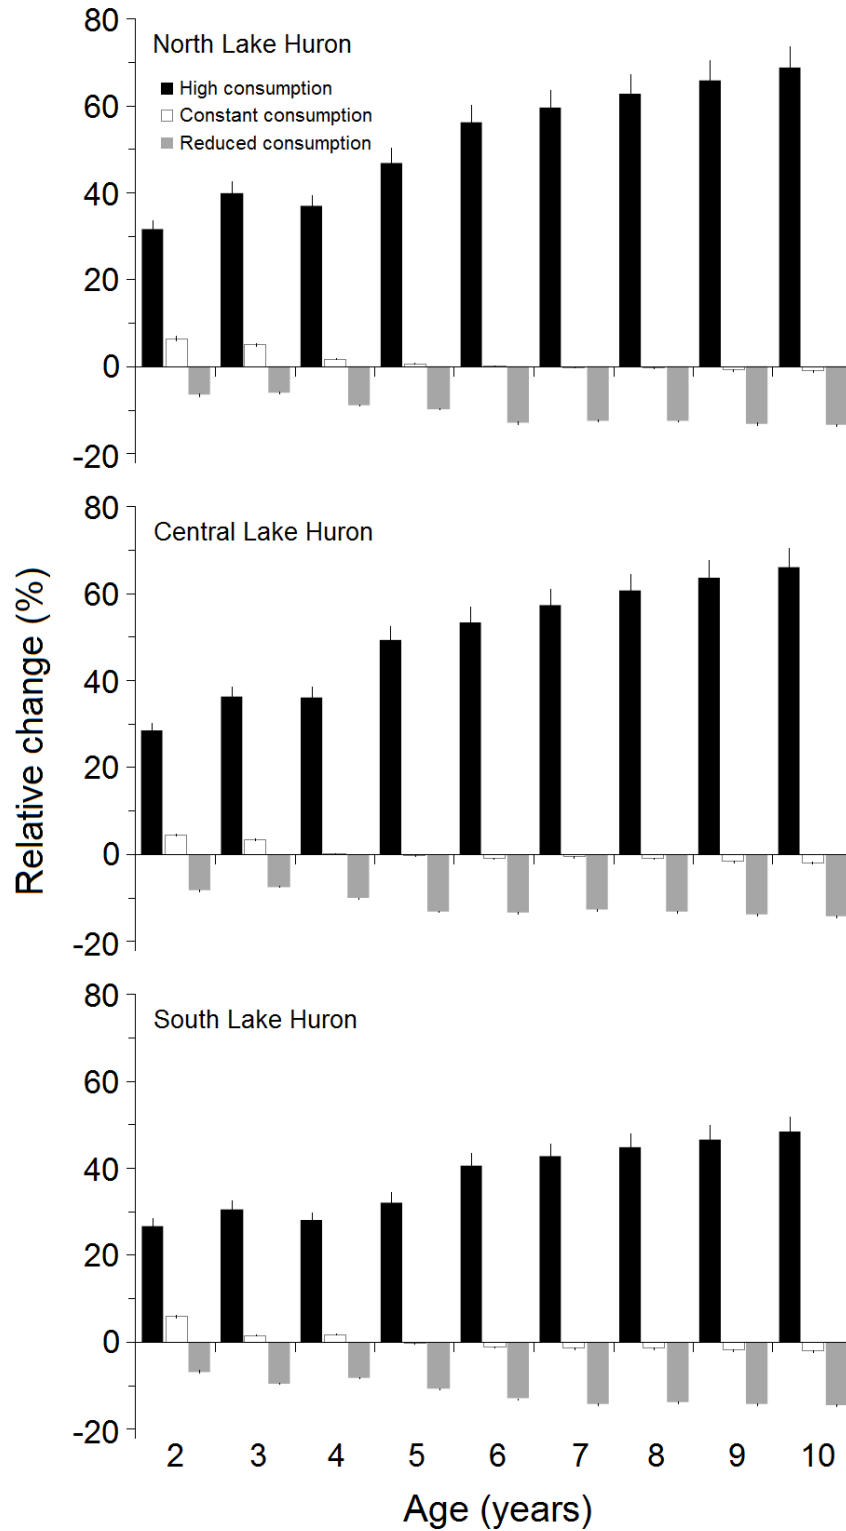 80
North Lake Huron
High consumption
Constant consumption
Reduced consumption
60
40
20
0
-20
80
Central Lake Huron
60
40
20
0
-20
Relative change (%)
80
South Lake Huron
60
40
20
0
-20
2 3 4 5 6 7 8 9 10
Age (years)